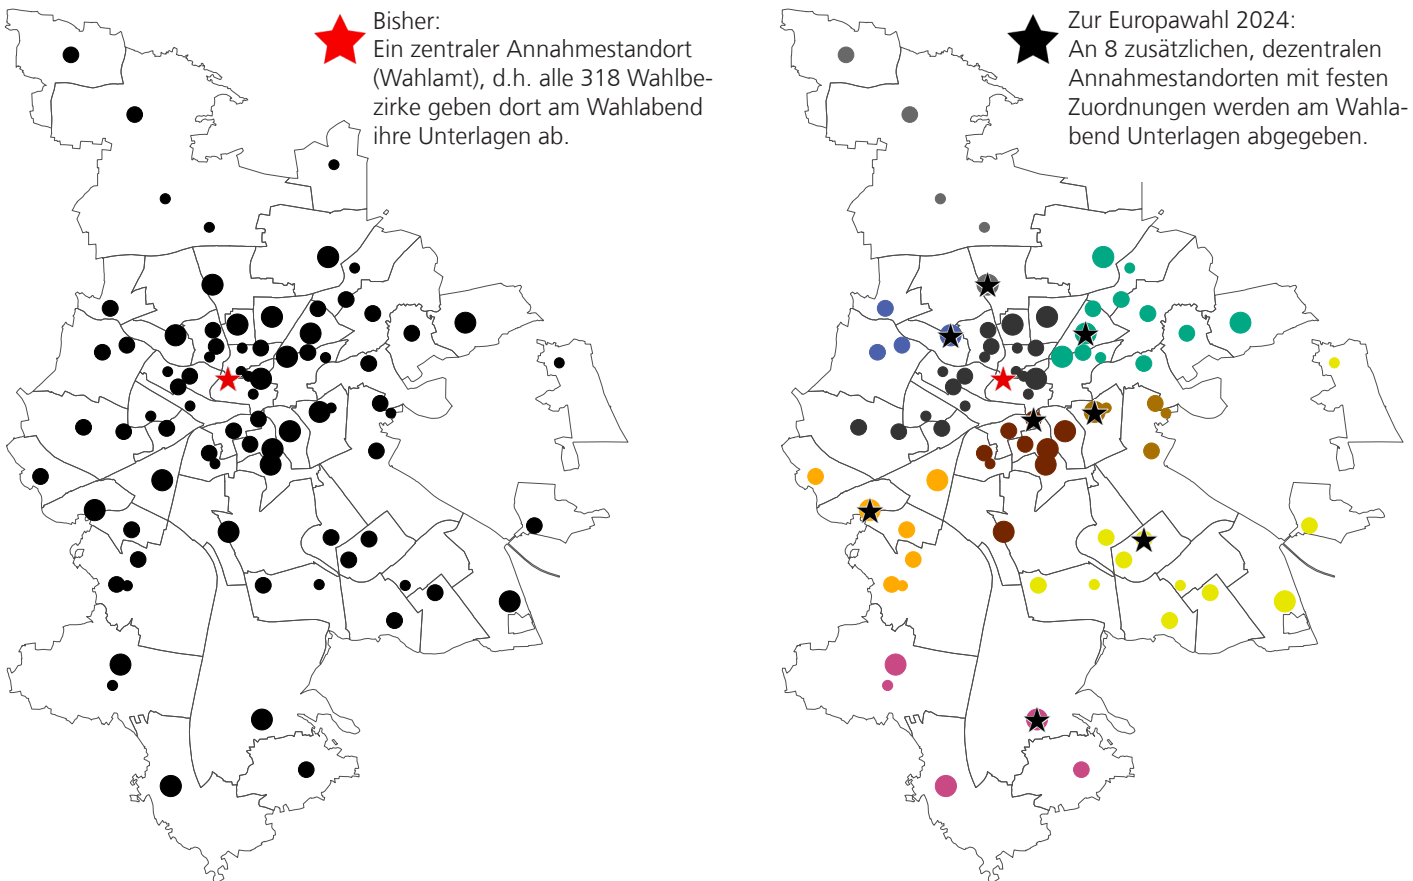 Bisher:
Ein zentraler Annahmestandort
(Wahlamt), d.h. alle 318 Wahlbe-
zirke geben dort am Wahlabend
ihre Unterlagen ab.
Zur Europawahl 2024:
An 8 zusätzlichen, dezentralen
Annahmestandorten mit festen
Zuordnungen werden am Wahla-
bend Unterlagen abgegeben.